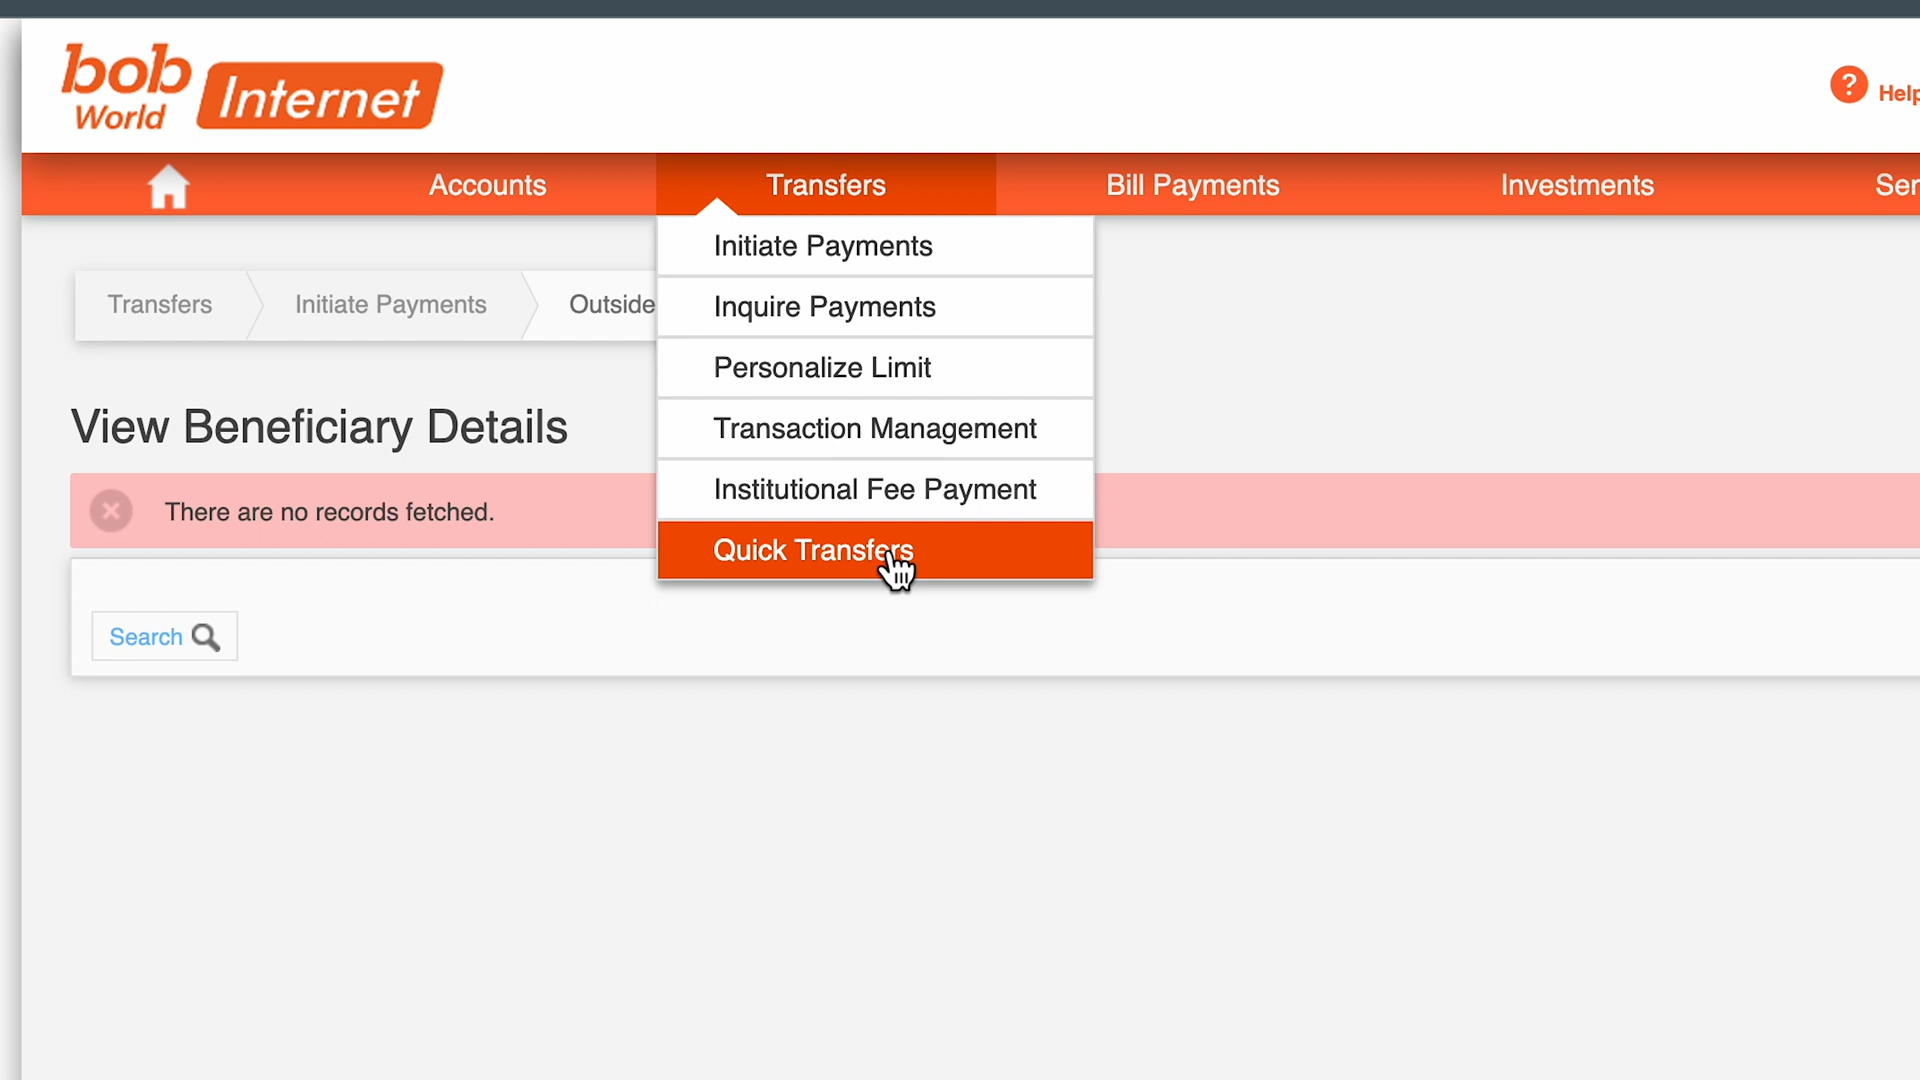 bob
World
Internet
? Help
Accounts
Transfers
Bill Payments
Investments
Ser
Initiate Payments
Inquire Payments
Personalize Limit
Transaction Management
Institutional Fee Payment
Quick Transfers
Transfers
Initiate Payments
Outside
View Beneficiary Details
There are no records fetched.
Search